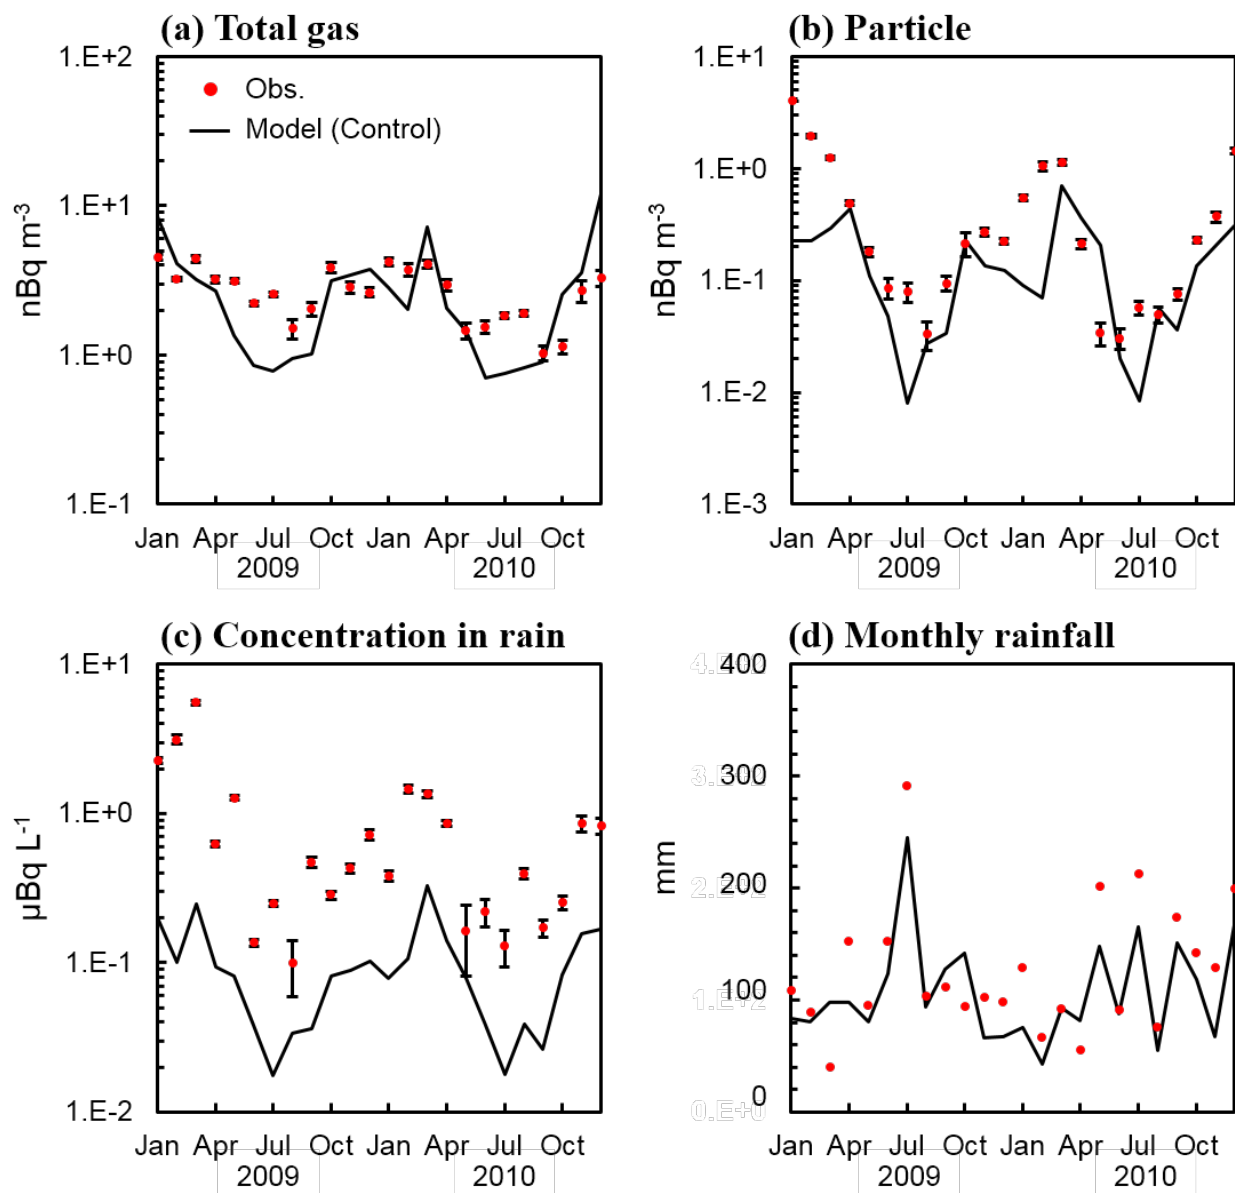 (a) Total gas
1.E+2
1.E+1
1.E+0
1.E-1
nBq m-3
Obs.
Model (Control)
Jan Apr Jul Oct Jan Apr Jul Oct
2009 2010
(b) Particle
1.E+1
1.E+0
1.E-1
1.E-2
1.E-3
nBq m-3
Jan Apr Jul Oct Jan Apr Jul Oct
2009 2010
(c) Concentration in rain
1.E+1
1.E+0
1.E-1
1.E-2
µBq L-1
Jan Apr Jul Oct Jan Apr Jul Oct
2009 2010
(d) Monthly rainfall
400
300
200
100
0
mm
Jan Apr Jul Oct Jan Apr Jul Oct
2009 2010